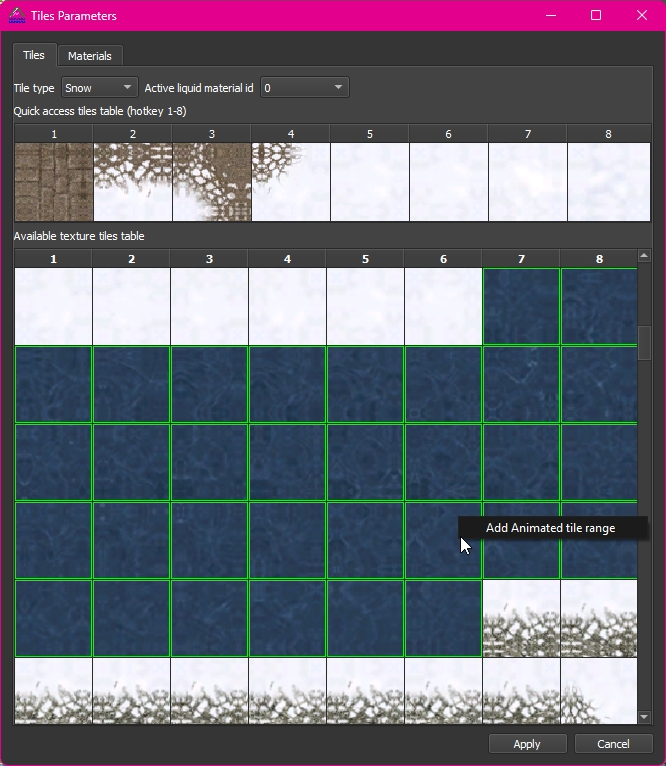 Tiles Parameters
Tiles Materials
Tile type Snow Active liquid material id 0
Quick access tiles table (hotkey 1-8)
1 2 3 4 5 6 7 8
Available texture tiles table
1 2 3 4 5 6 7 8
Add Animated tile range
Apply Cancel